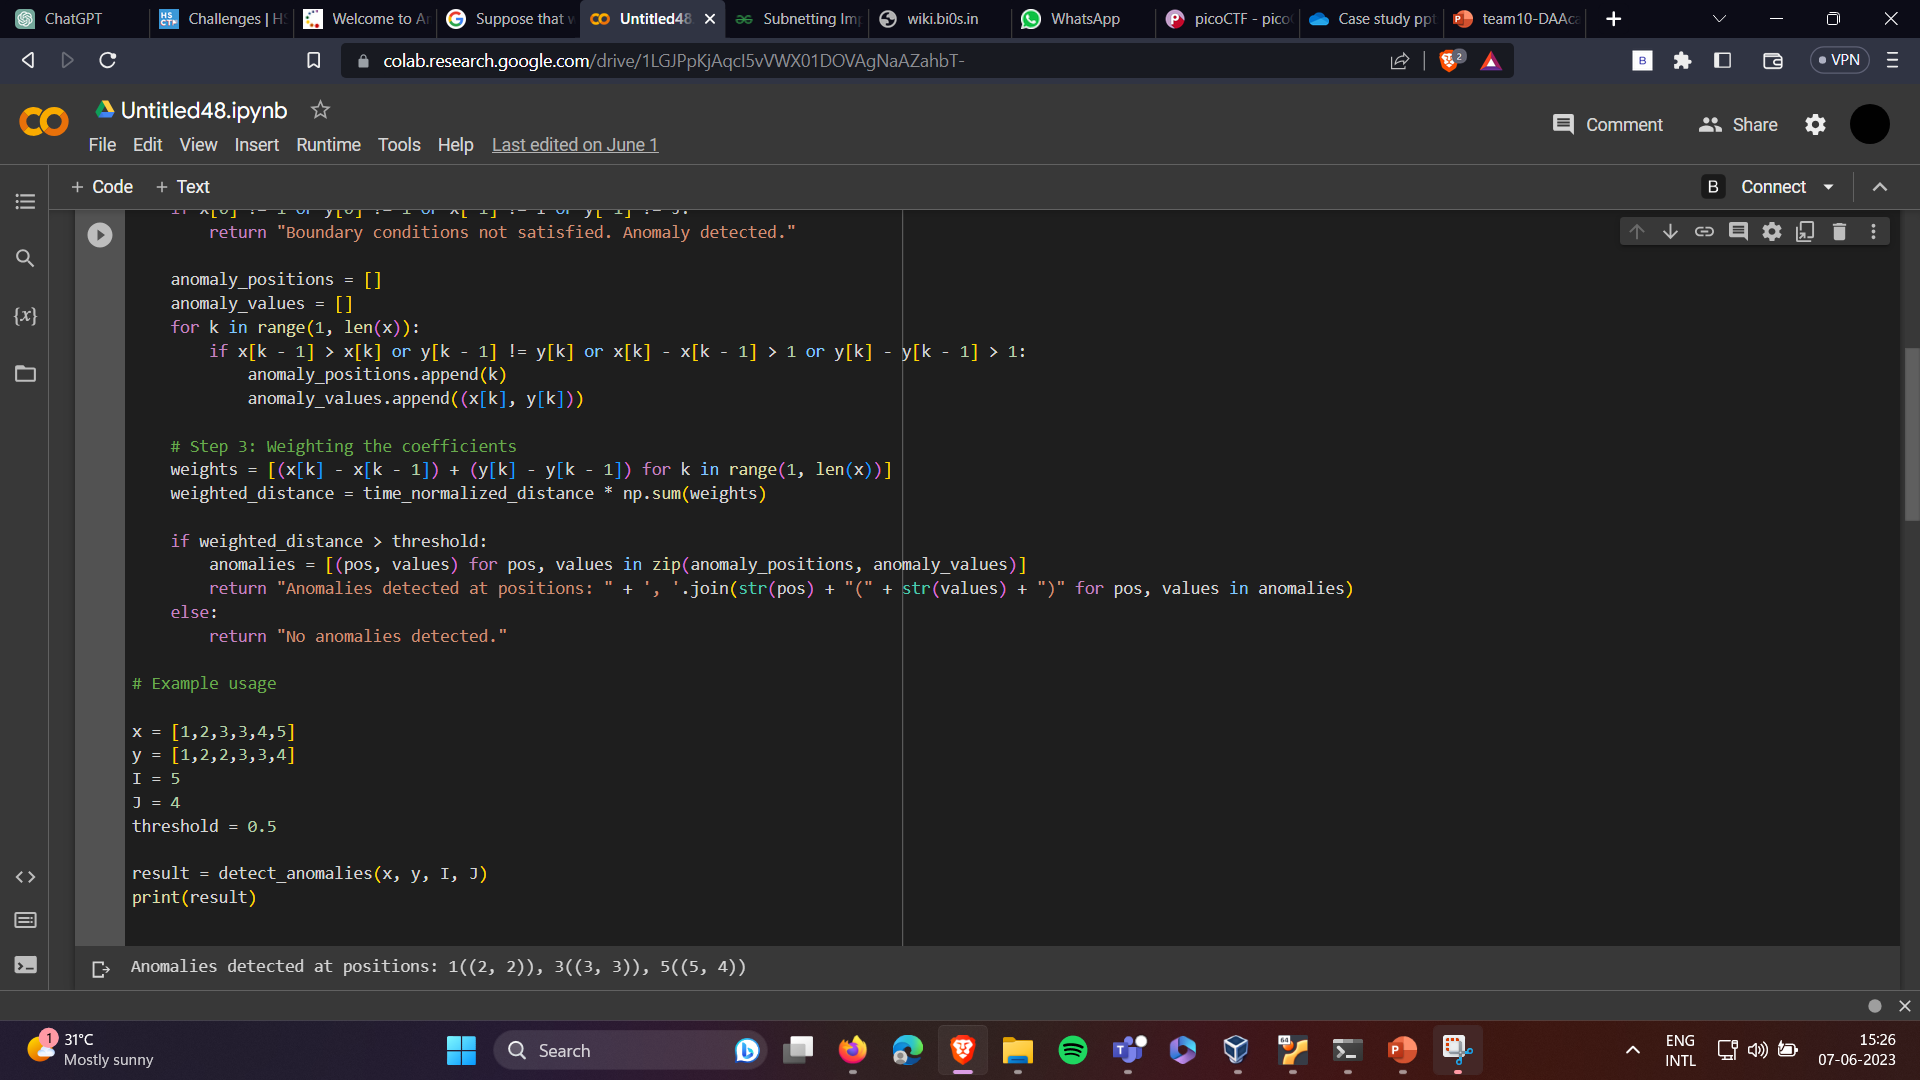 ChatGPT
Challenges | HS
Welcome to Ar
Suppose that w
Untitled48.
Subnetting Imp
wiki.bi0s.in
WhatsApp
picoCTF - pico
Case study ppt
team10-DAAca
colab.research.google.com/drive/1LGJPpKjAqcI5vVWX01DOVAgNaAZahbT-
2
B
VPN
Untitled48.ipynb
Comment
Share
File Edit View Insert Runtime Tools Help Last edited on June 1
+ Code + Text
B Connect
return "Boundary conditions not satisfied. Anomaly detected."
anomaly_positions = []
anomaly_values = []
for k in range(1, len(x)):
if x[k - 1] > x[k] or y[k - 1] != y[k] or x[k] - x[k - 1] > 1 or y[k] - y[k - 1] > 1:
anomaly_positions.append(k)
anomaly_values.append((x[k], y[k]))
# Step 3: Weighting the coefficients
weights = [(x[k] - x[k - 1]) + (y[k] - y[k - 1]) for k in range(1, len(x))]
weighted_distance = time_normalized_distance * np.sum(weights)
if weighted_distance > threshold:
anomalies = [(pos, values) for pos, values in zip(anomaly_positions, anomaly_values)]
return "Anomalies detected at positions: " + ', '.join(str(pos) + "(" + str(values) + ")" for pos, values in anomalies)
else:
return "No anomalies detected."
# Example usage
x = [1,2,3,3,4,5]
y = [1,2,2,3,3,4]
I = 5
J = 4
threshold = 0.5
result = detect_anomalies(x, y, I, J)
print(result)
Anomalies detected at positions: 1((2, 2)), 3((3, 3)), 5((5, 4))
1
31°C
Mostly sunny
Search
ENG
INTL
15:26
07-06-2023